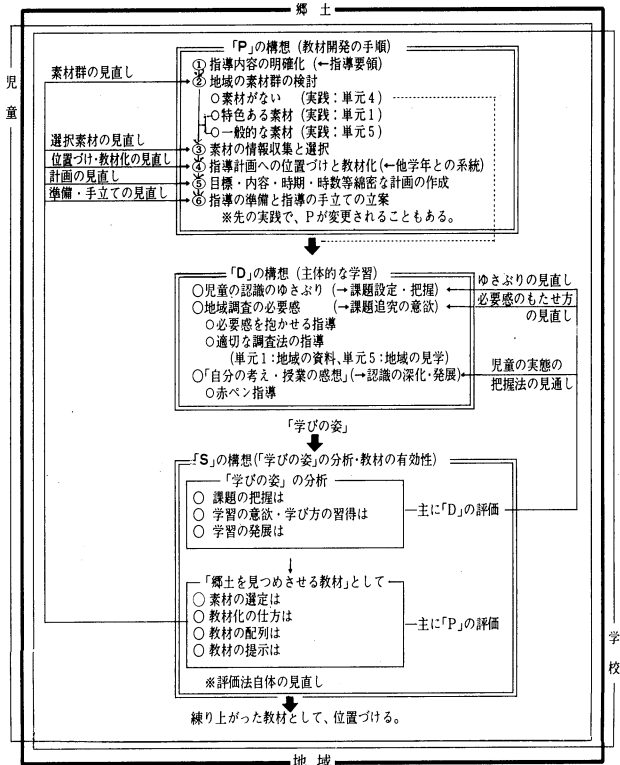 郷土
児童
「P」の構想（教材開発の手順）
① 指導内容の明確化（←指導要領）
② 地域の素材群の検討
○素材がない　（実践：単元４）
○特色ある素材（実践：単元１）
○一般的な素材（実践：単元５）
③ 素材の情報収集と選択
④ 指導計画への位置づけと教材化（←他学年との系統）
⑤ 目標・内容・時期・時数等綿密な計画の作成
⑥ 指導の準備と指導の手立ての立案
※先の実践で、Pが変更されることもある。
素材群の見直し
選択素材の見直し
位置づけ・教材化の見直し
計画の見直し
準備・手立ての見直し
「D」の構想（主体的な学習）
○児童の認識のゆさぶり（→課題設定・把握）
○地域調査の必要感　　（→課題追究の意欲）
○必要感を抱かせる指導
○適切な調査法の指導
（単元１：地域の資料、単元５：地域の見学）
○「自分の考え・授業の感想」（→認識の深化・発展）
○赤ペン指導
ゆさぶりの見直し
必要感のもたせ方
の見直し
児童の実態の
把握法の見通し
「学びの姿」
「S」の構想（「学びの姿」の分析・教材の有効性）
「学びの姿」の分析
○ 課題の把握は
○ 学習の意欲・学び方の習得は
○ 学習の発展は
主に「D」の評価
「郷土を見つめさせる教材」として
○ 素材の選定は
○ 教材化の仕方は
○ 教材の配列は
○ 教材の提示は
主に「P」の評価
※評価法自体の見直し
練り上がった教材として、位置づける。
学校
地域